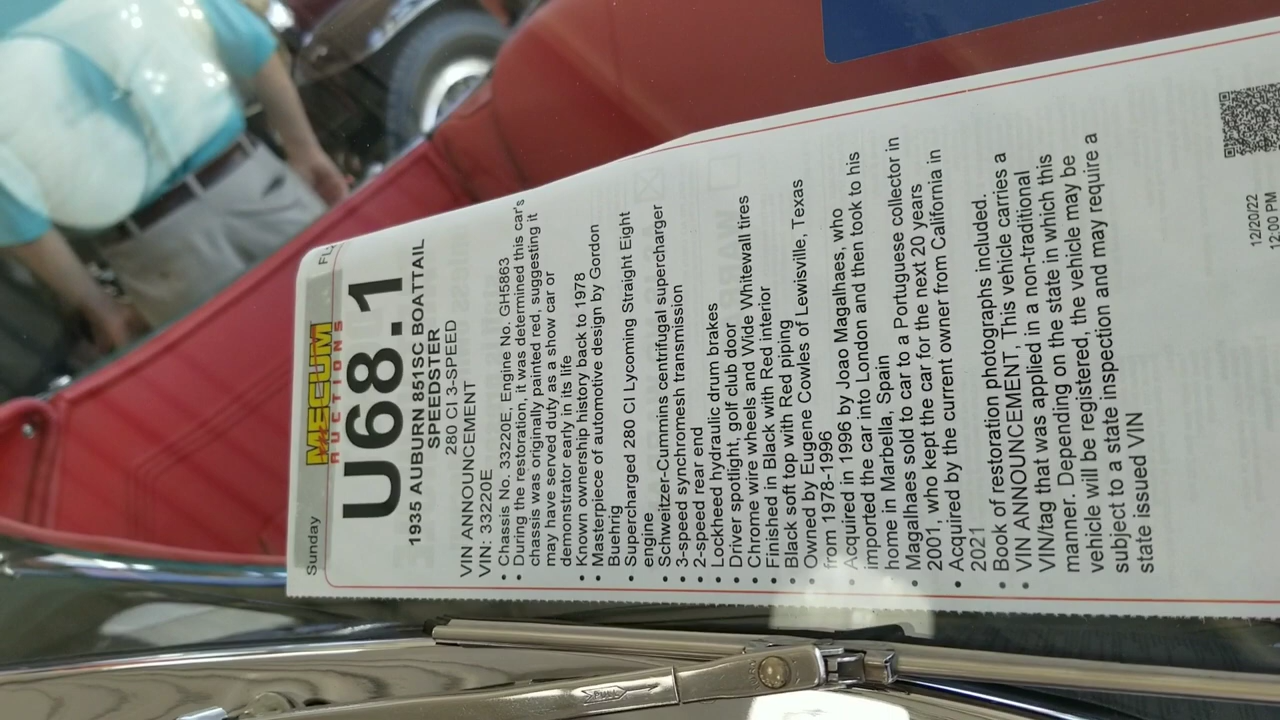 Sunday
MECUM
AUCTIONS
U68.1
1935 AUBURN 851SC BOATTAIL
SPEEDSTER
280 CI 3-SPEED
VIN ANNOUNCEMENT
VIN: 33220E
• Chassis No. 33220E, Engine No. GH5863
• During the restoration, it was determined this car's
chassis was originally painted red, suggesting it
may have served duty as a show car or
demonstrator early in its life
• Known ownership history back to 1978
• Masterpiece of automotive design by Gordon
Buehrig
• Supercharged 280 CI Lycoming Straight Eight
engine
• Schweitzer-Cummins centrifugal supercharger
• 3-speed synchromesh transmission
• 2-speed rear end
• Lockheed hydraulic drum brakes
• Driver spotlight, golf club door
• Chrome wire wheels and Wide Whitewall tires
• Finished in Black with Red interior
• Black soft top with Red piping
• Owned by Eugene Cowles of Lewisville, Texas
from 1978-1996
• Acquired in 1996 by Joao Magalhaes, who
imported the car into London and then took to his
home in Marbella, Spain
• Magalhaes sold to car to a Portuguese collector in
2001, who kept the car for the next 20 years
• Acquired by the current owner from California in
2021
• Book of restoration photographs included.
• VIN ANNOUNCEMENT, This vehicle carries a
VIN/tag that was applied in a non-traditional
manner. Depending on the state in which this
vehicle will be registered, the vehicle may be
subject to a state inspection and may require a
state issued VIN
12/20/22
12:00 PM
PULL